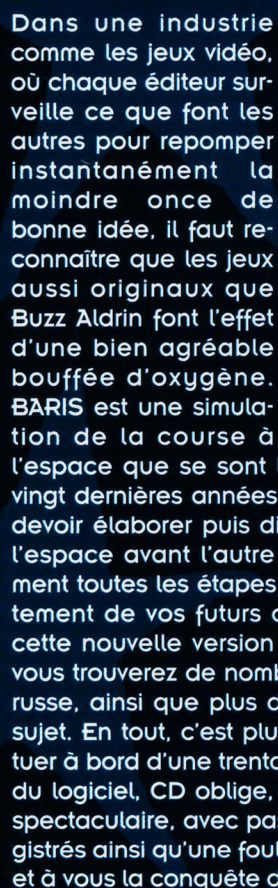 Dans une industrie
comme les jeux vidéo,
où chaque éditeur sur-
veille ce que font les
autres pour repomper
instantanément la
moindre once de
bonne idée, il faut re-
connaître que les jeux
aussi originaux que
Buzz Aldrin font l'effet
d'une bien agréable
bouffée d'oxygène.
BARIS est une simula-
tion de la course à
l'espace que se sont
vingt dernières années
devoir élaborer puis
l'espace avant l'autre
ment toutes les étapes
tement de vos futurs
cette nouvelle version
vous trouverez de
russe, ainsi que plus
sujet. En tout, c'est
tuer à bord d'une
du logiciel, CD oblige,
spectaculaire, avec
gistrés ainsi qu'une
et à vous la conquête